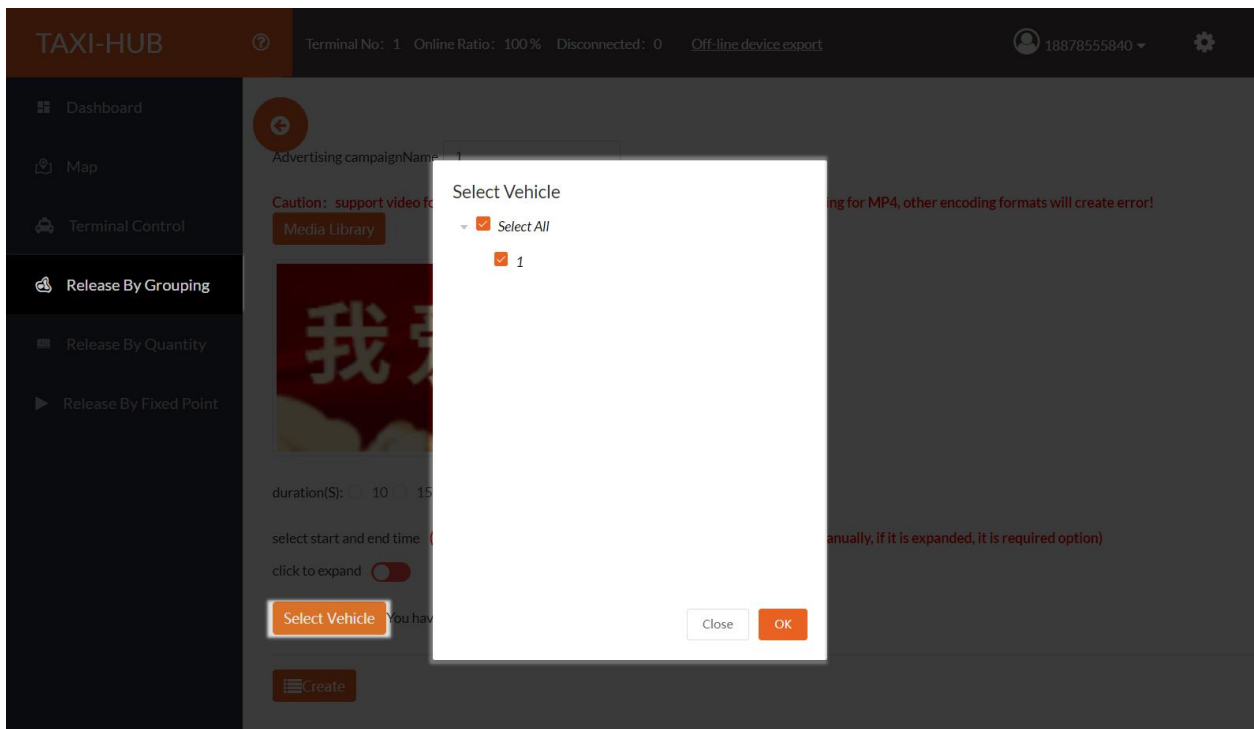 TAXI-HUB
Terminal No: 1 Online Ratio: 100% Disconnected: 0 Off-line device export
18878555840
Dashboard
Map
Terminal Control
Release By Grouping
Release By Quantity
Release By Fixed Point
Advertising campaignName 1
Caution: support video fo
ing for MP4, other encoding formats will create error!
Media Library
我
duration(S): 10 15
select start and end time (
anually, if it is expanded, it is required option)
click to expand
Select Vehicle You hav
Create
Select Vehicle
Select All
1
Close OK